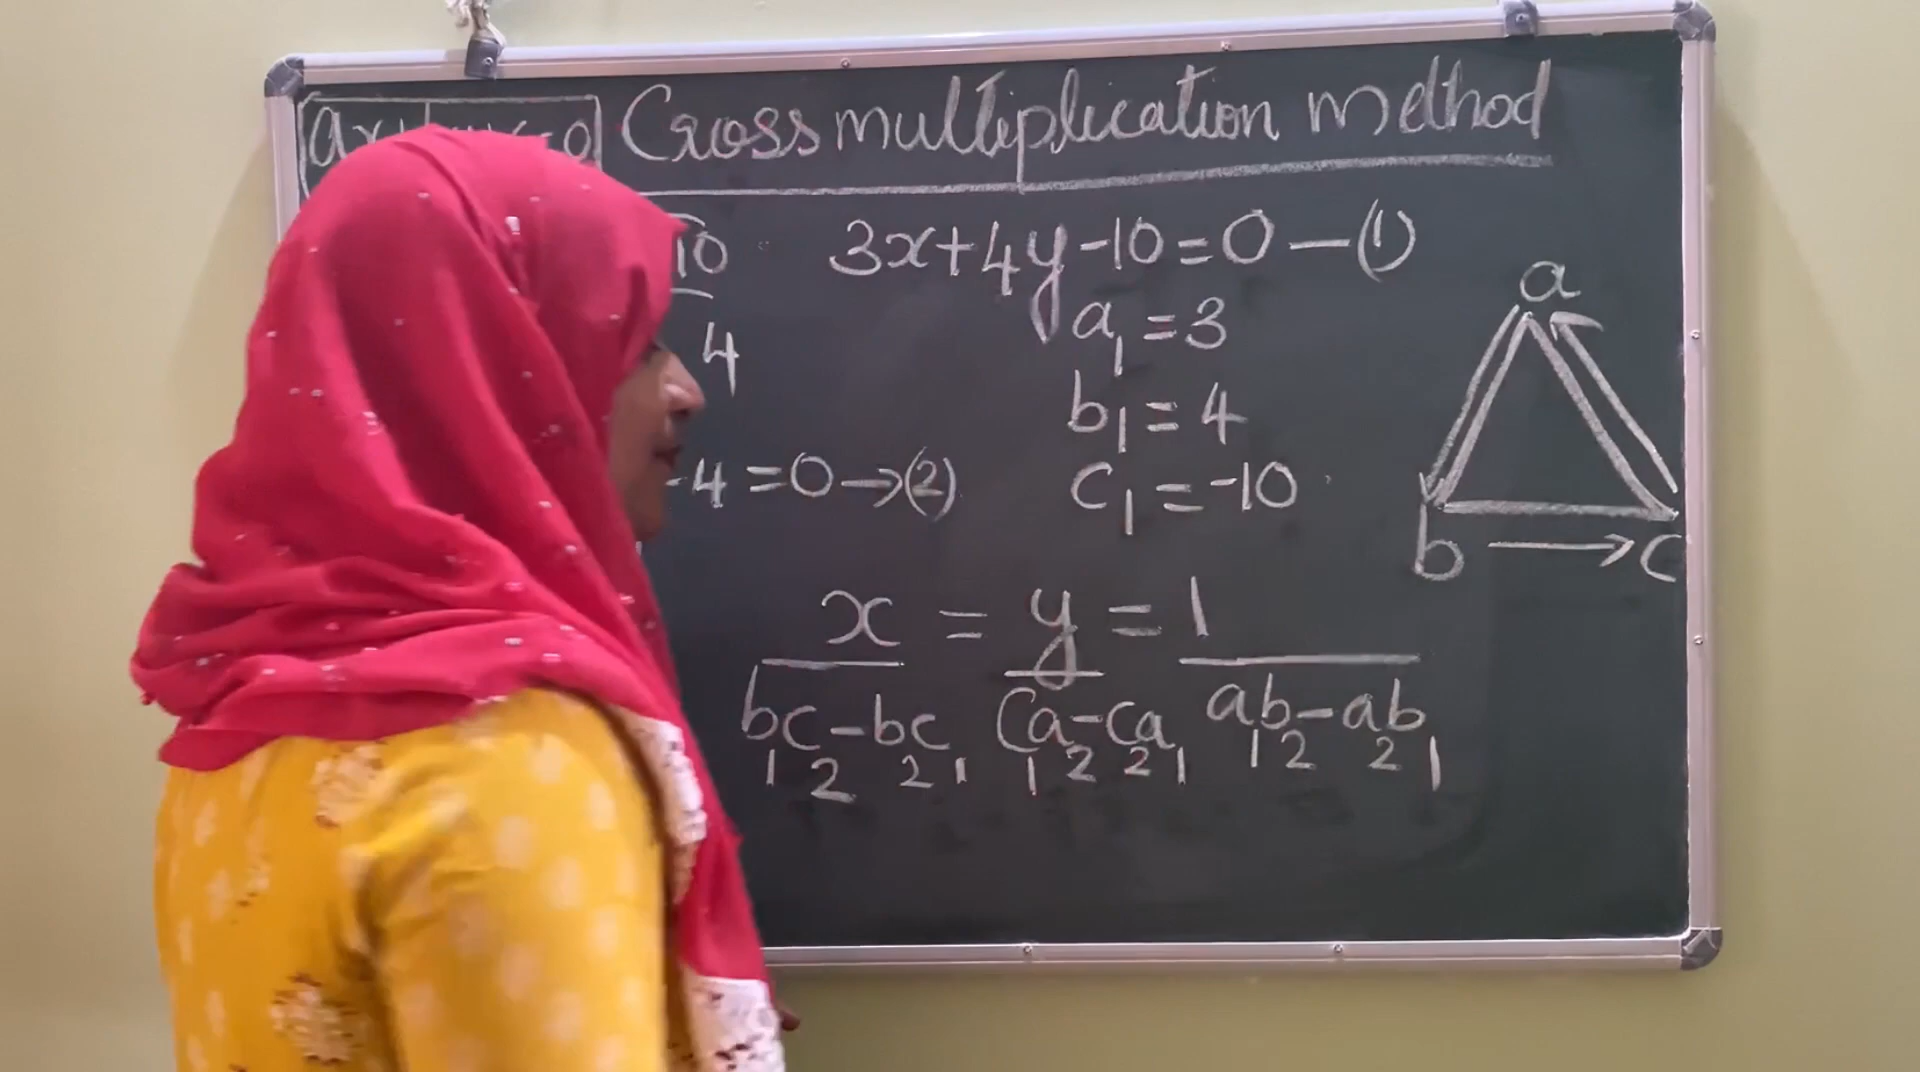 Cross multiplication method
10 3x+4y-10=0—(1)
a
a₁=3
4
b₁=4
-4=0→(2)
c₁=-10
b → c
x = y = 1
b₁c₂-b₂c₁ c₁a₂-c₂a₁ a₁b₂-a₂b₁